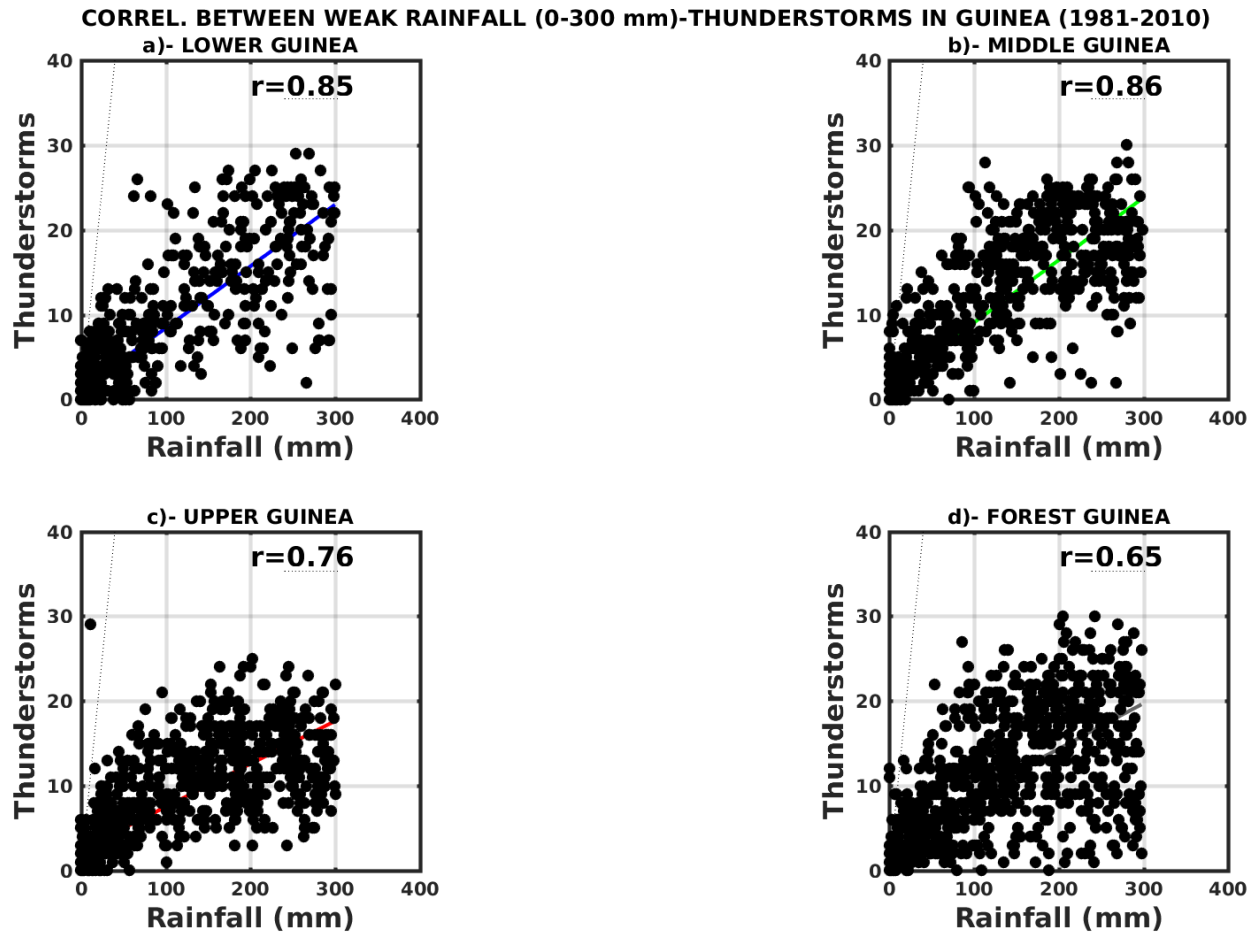 CORREL. BETWEEN WEAK RAINFALL (0-300 mm)-THUNDERSTORMS IN GUINEA (1981-2010)
a)- LOWER GUINEA
r=0.85
40
30
20
10
0
Thunderstorms
0 100 200 300 400
Rainfall (mm)
b)- MIDDLE GUINEA
r=0.86
40
30
20
10
0
Thunderstorms
0 100 200 300 400
Rainfall (mm)
c)- UPPER GUINEA
r=0.76
40
30
20
10
0
Thunderstorms
0 100 200 300 400
Rainfall (mm)
d)- FOREST GUINEA
r=0.65
40
30
20
10
0
Thunderstorms
0 100 200 300 400
Rainfall (mm)